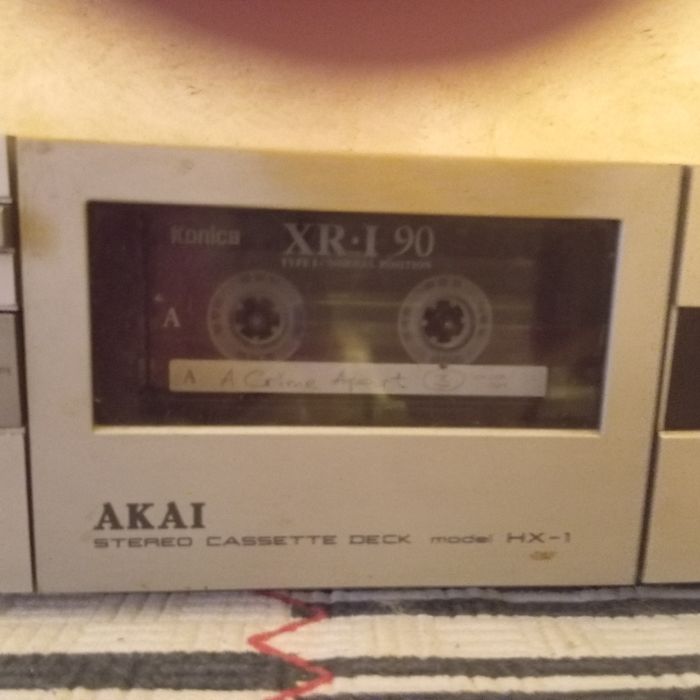 Konica XR·I 90
TYPE I · NORMAL POSITION
A
A A Crime Apart
AKAI
STEREO CASSETTE DECK model HX-1